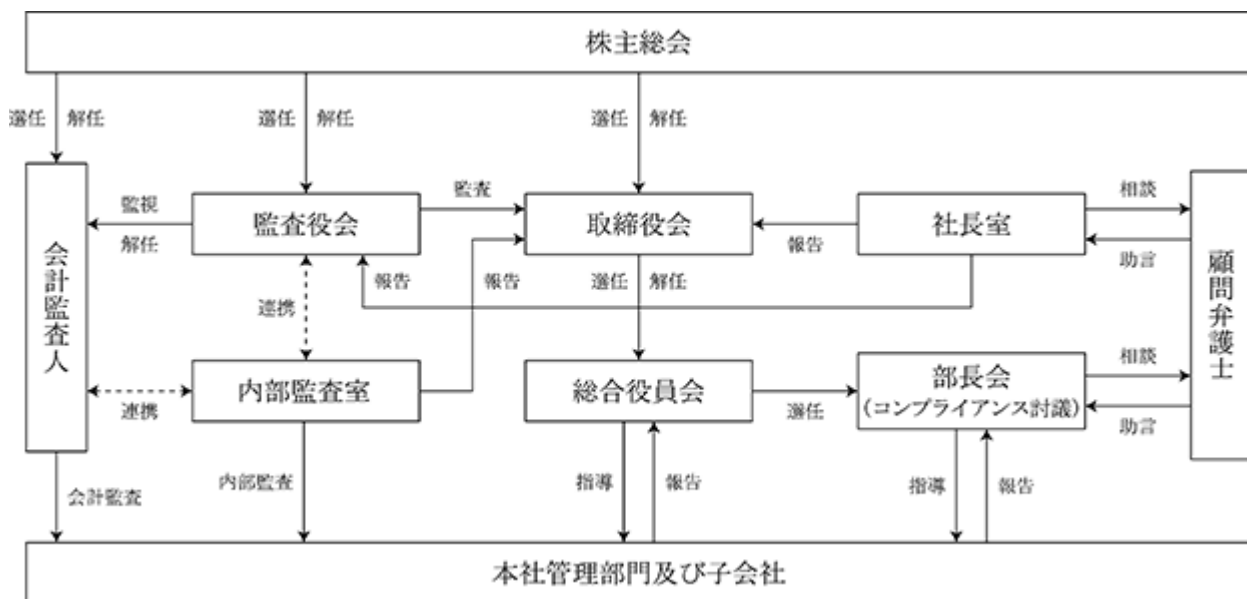 株主総会
選任
解任
選任
解任
選任
解任
監視
解任
監査役会
監査
取締役会
報告
社長室
相談
助言
会計監査人
顧問弁護士
連携
報告
報告
選任
解任
連携
内部監査室
総合役員会
選任
部長会
(コンプライアンス討議)
相談
助言
会計監査
内部監査
指導
報告
指導
報告
本社管理部門及び子会社